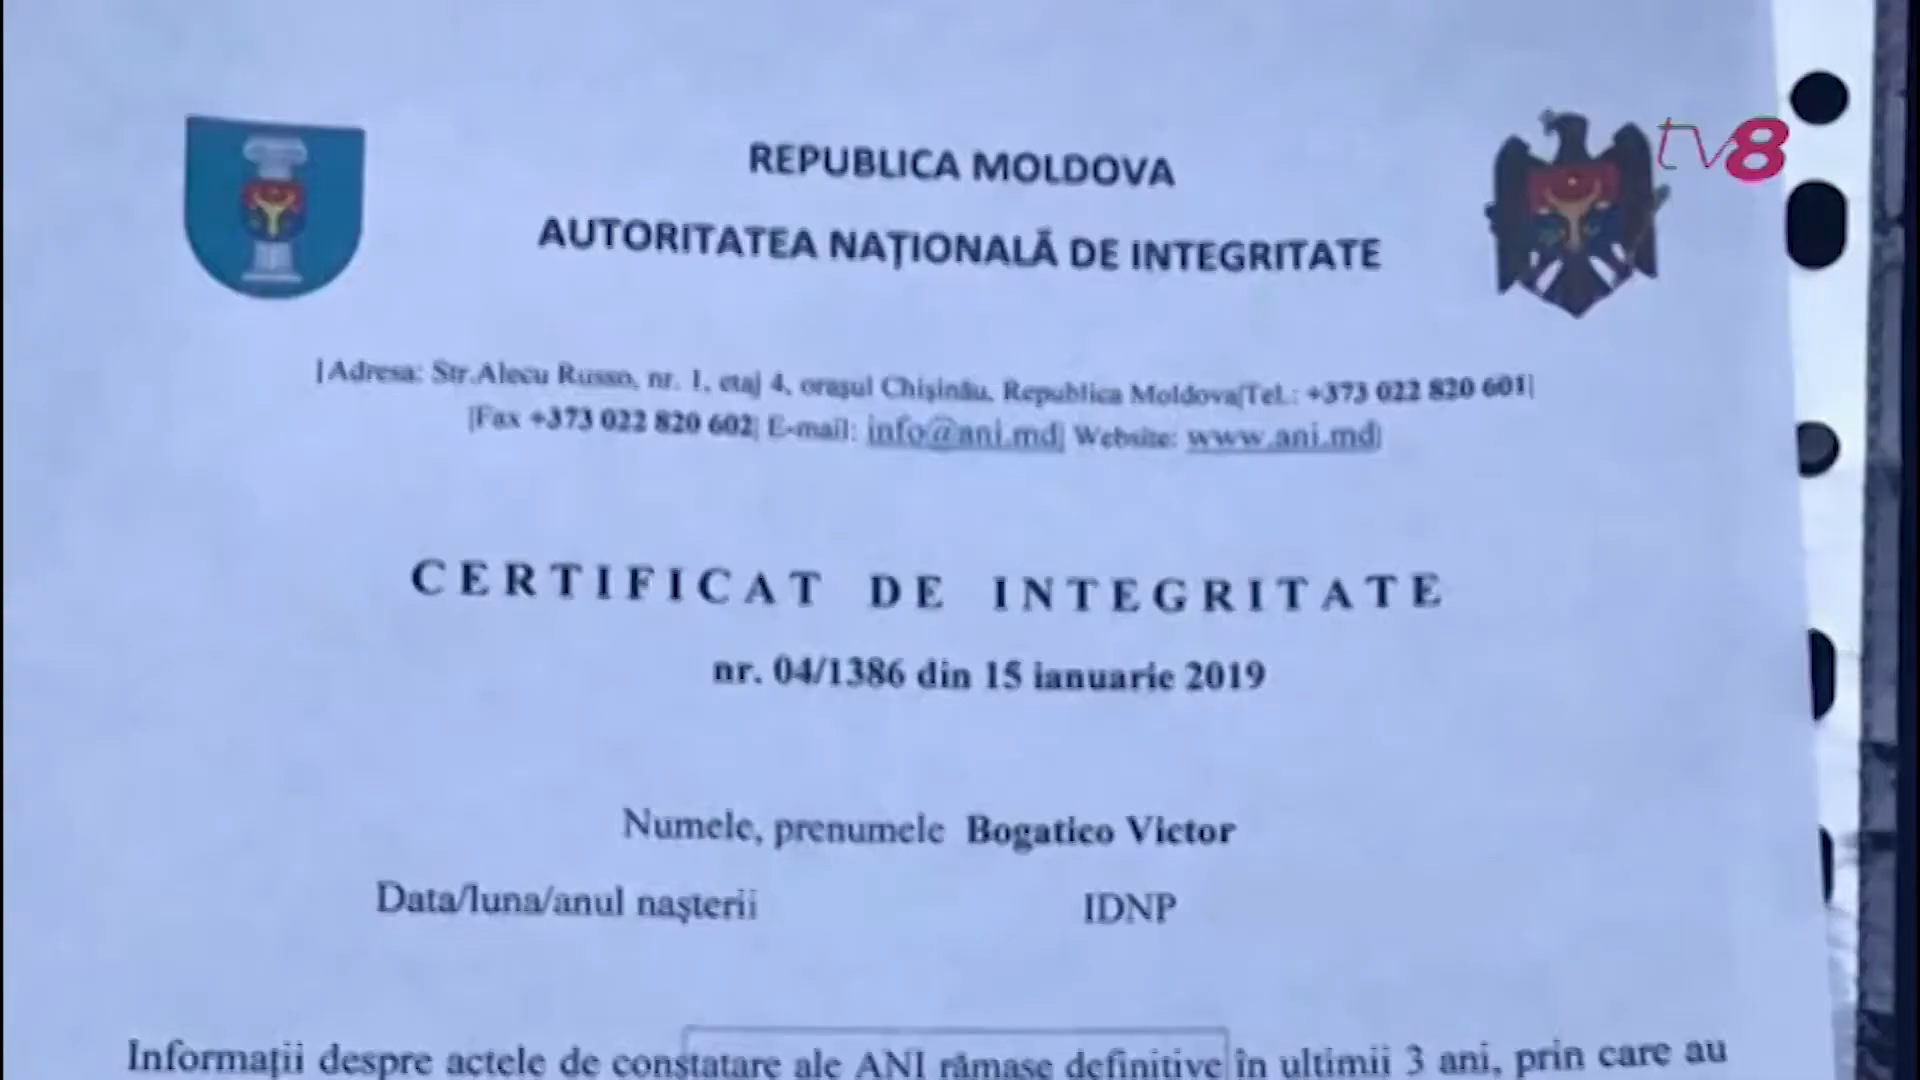 tv8
REPUBLICA MOLDOVA
AUTORITATEA NAȚIONALĂ DE INTEGRITATE
|Adresa: Str.Alecu Russo, nr. 1, etaj 4, orașul Chișinău, Republica Moldova|Tel.: +373 022 820 601|
|Fax +373 022 820 602| E-mail: info@ani.md| Website: www.ani.md|
CERTIFICAT DE INTEGRITATE
nr. 04/1386 din 15 ianuarie 2019
Numele, prenumele Bogatico Victor
Data/luna/anul nașterii IDNP
Informații despre actele de constatare ale ANI rămase definitive în ultimii 3 ani, prin care au